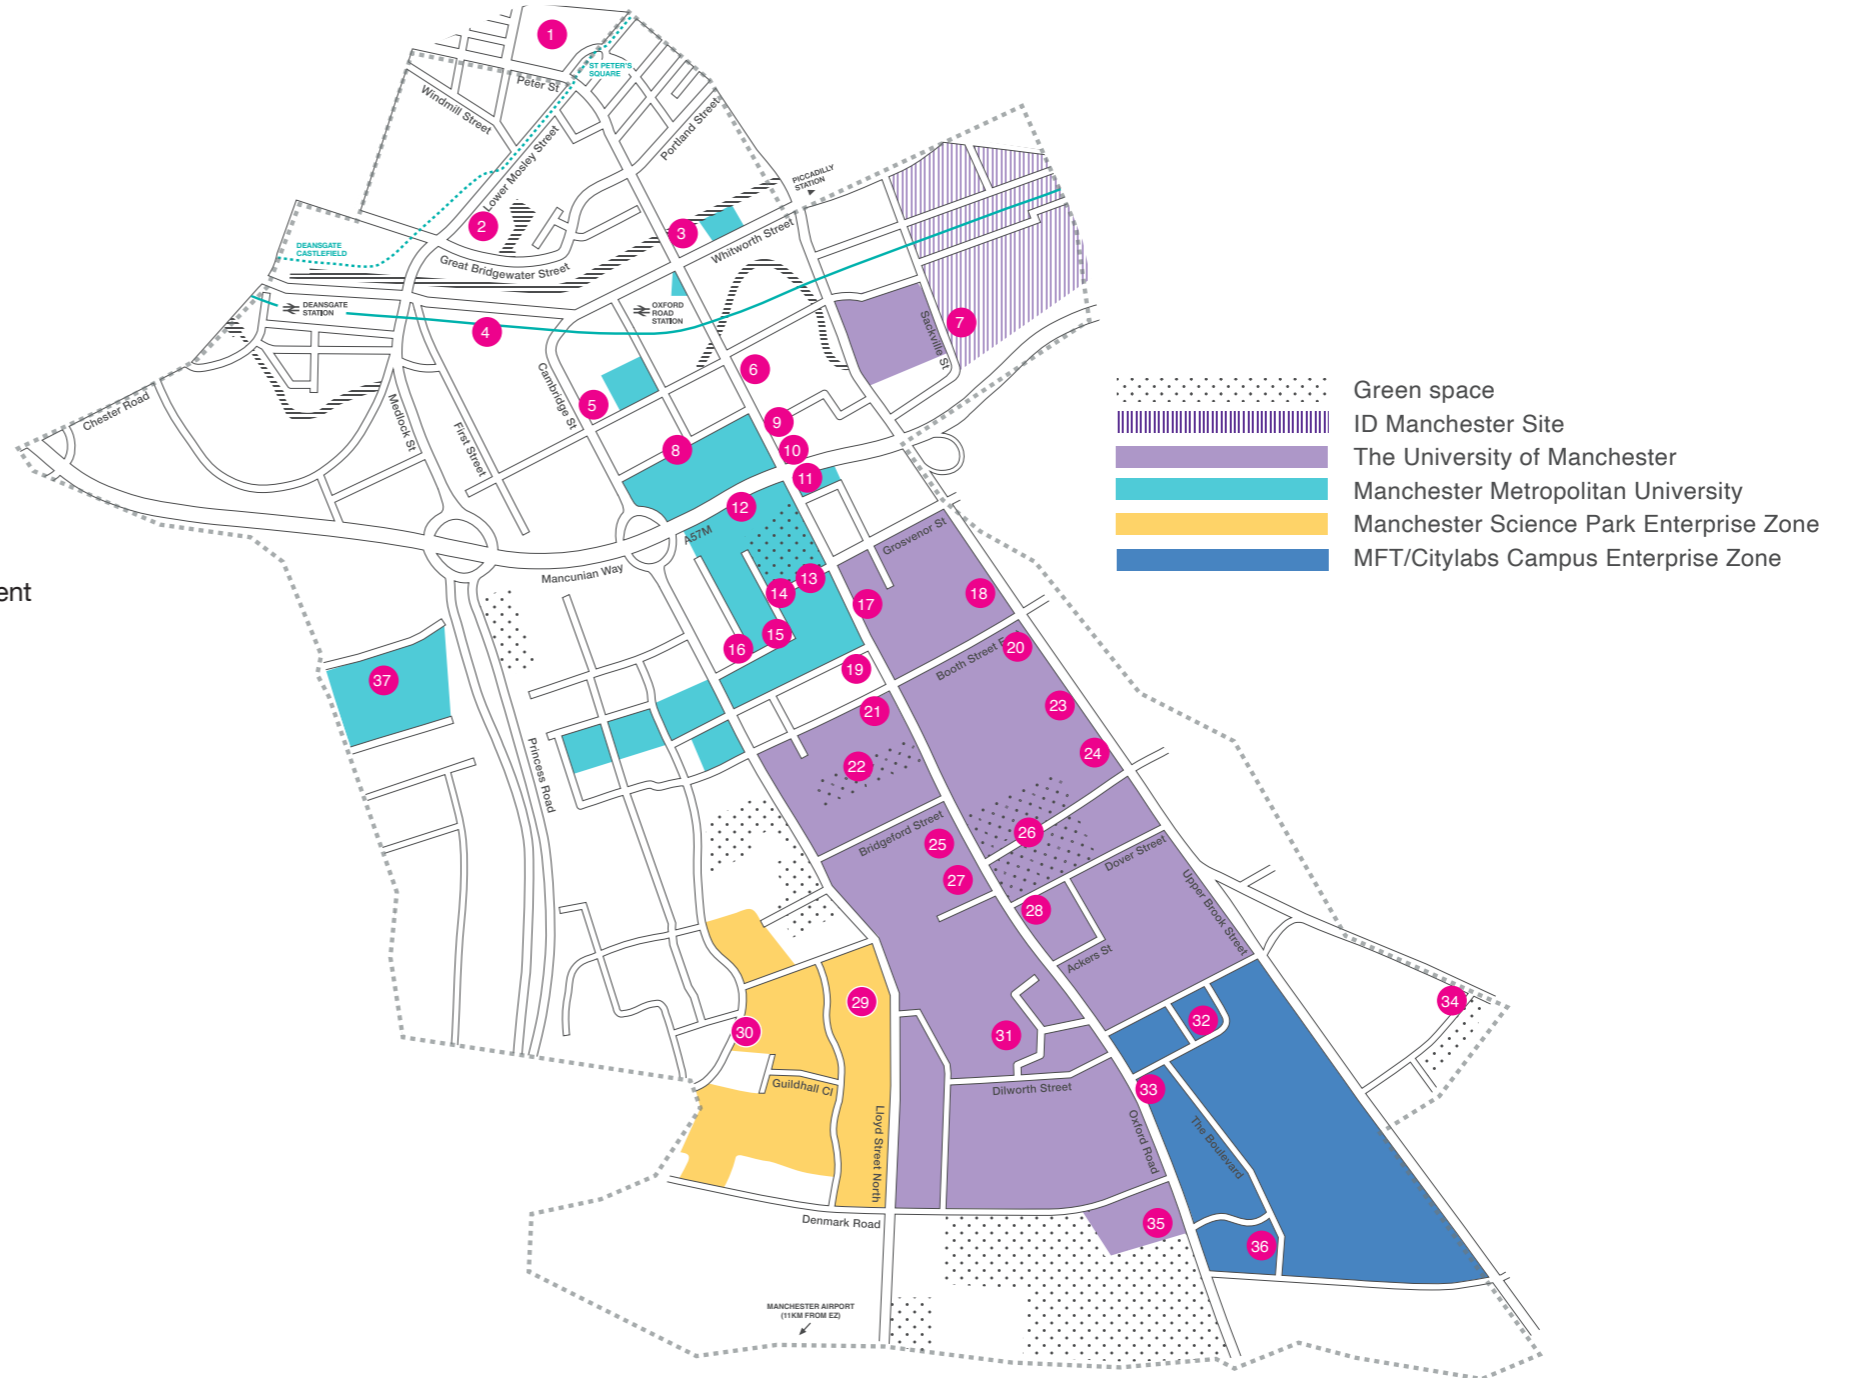 1
ST PETER'S
SQUARE
Peter St
Windmill Street
Portland Street
Lower Mosley Street
PICCADILLY
STATION
2
3
DEANSGATE
CASTLEFIELD
Whitworth Street
Great Bridgewater Street
DEANSGATE
STATION
OXFORD
ROAD
STATION
4
7
Sackville St
6
5
Cambridge St
Chester Road
Medlock St
First Street
9
8
10
11
12
Green space
ID Manchester Site
The University of Manchester
Manchester Metropolitan University
Manchester Science Park Enterprise Zone
MFT/Citylabs Campus Enterprise Zone
A57M
Grosvenor St
Mancunian Way
ent
13
14
17
18
15
16
20
Booth Street E
19
37
21
23
24
22
Princess Road
26
Bridgeford Street
25
Dover Street
27
Upper Brook Street
28
Ackers St
29
34
30
32
31
Guildhall Cl
Dilworth Street
33
Lloyd Street North
Oxford Road
The Boulevard
Denmark Road
35
36
MANCHESTER AIRPORT
(11KM FROM EZ)